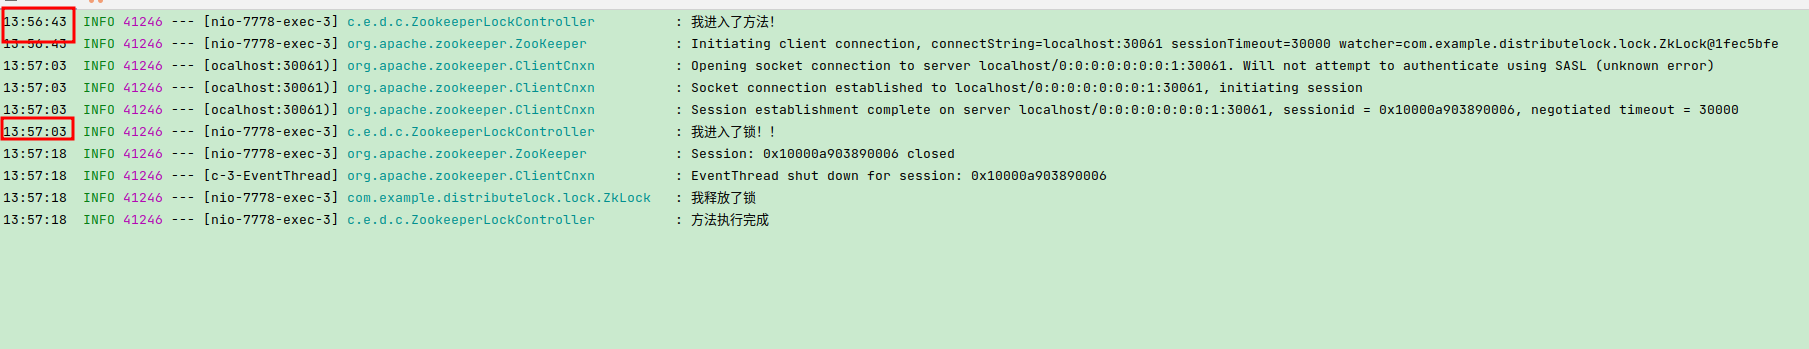 13:56:43 INFO 41246 --- [nio-7778-exec-3] c.e.d.c.ZookeeperLockController : 我进入了方法！
13:56:43 INFO 41246 --- [nio-7778-exec-3] org.apache.zookeeper.ZooKeeper : Initiating client connection, connectString=localhost:30061 sessionTimeout=30000 watcher=com.example.distributelock.lock.ZkLock@1fec5bfe
13:57:03 INFO 41246 --- [ocalhost:30061)] org.apache.zookeeper.ClientCnxn : Opening socket connection to server localhost/0:0:0:0:0:0:0:1:30061. Will not attempt to authenticate using SASL (unknown error)
13:57:03 INFO 41246 --- [ocalhost:30061)] org.apache.zookeeper.ClientCnxn : Socket connection established to localhost/0:0:0:0:0:0:0:1:30061, initiating session
13:57:03 INFO 41246 --- [ocalhost:30061)] org.apache.zookeeper.ClientCnxn : Session establishment complete on server localhost/0:0:0:0:0:0:0:1:30061, sessionid = 0x10000a903890006, negotiated timeout = 30000
13:57:03 INFO 41246 --- [nio-7778-exec-3] c.e.d.c.ZookeeperLockController : 我进入了锁！！
13:57:18 INFO 41246 --- [nio-7778-exec-3] org.apache.zookeeper.ZooKeeper : Session: 0x10000a903890006 closed
13:57:18 INFO 41246 --- [c-3-EventThread] org.apache.zookeeper.ClientCnxn : EventThread shut down for session: 0x10000a903890006
13:57:18 INFO 41246 --- [nio-7778-exec-3] com.example.distributelock.lock.ZkLock : 我释放了锁
13:57:18 INFO 41246 --- [nio-7778-exec-3] c.e.d.c.ZookeeperLockController : 方法执行完成